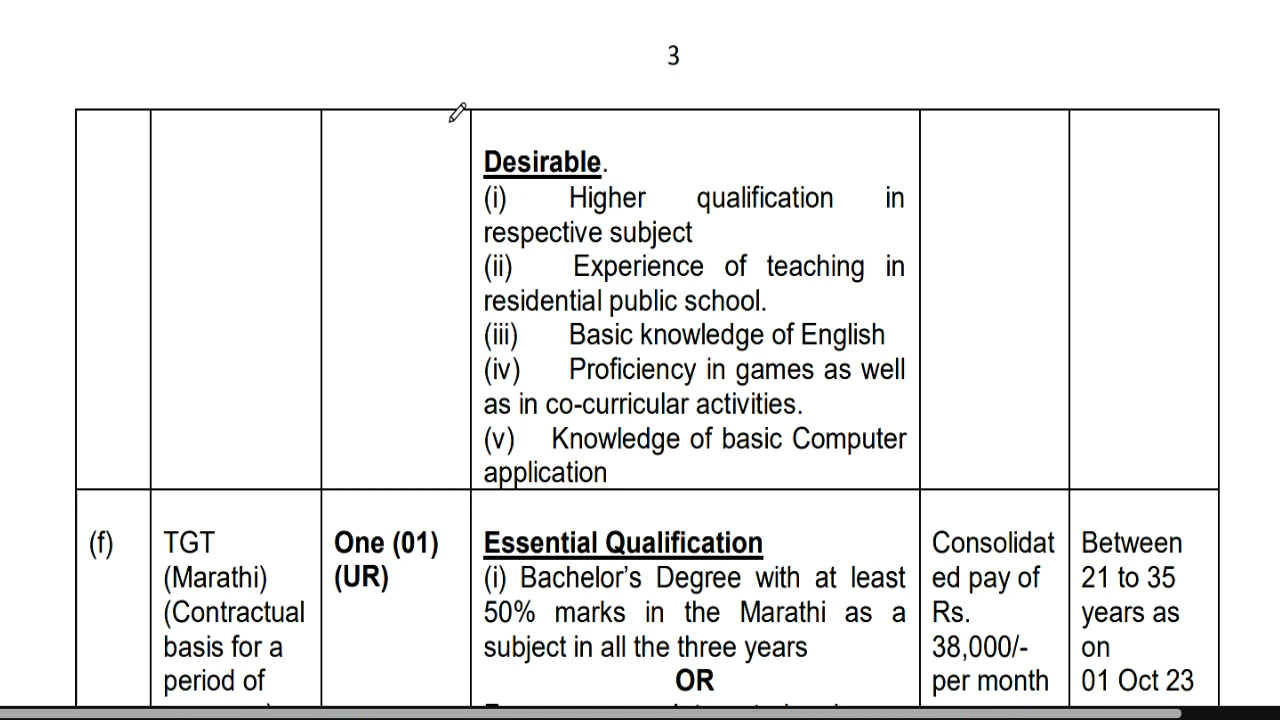 3
Desirable.
(i) Higher qualification in
respective subject
(ii) Experience of teaching in
residential public school.
(iii) Basic knowledge of English
(iv) Proficiency in games as well
as in co-curricular activities.
(v) Knowledge of basic Computer
application
(f)
TGT
(Marathi)
(Contractual
basis for a
period of
One (01)
(UR)
Essential Qualification
(i) Bachelor’s Degree with at least
50% marks in the Marathi as a
subject in all the three years
OR
Consolidat
ed pay of
Rs.
38,000/-
per month
Between
21 to 35
years as
on
01 Oct 23